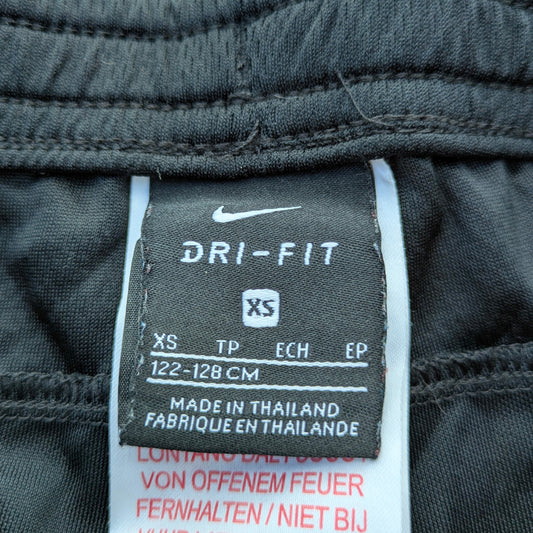 DRI-FIT
XS
XS TP ECH EP
122-128 CM
MADE IN THAILAND
FABRIQUE EN THAILANDE
LONTANO
VON OFFENEM FEUER
FERNHALTEN / NIET BIJ